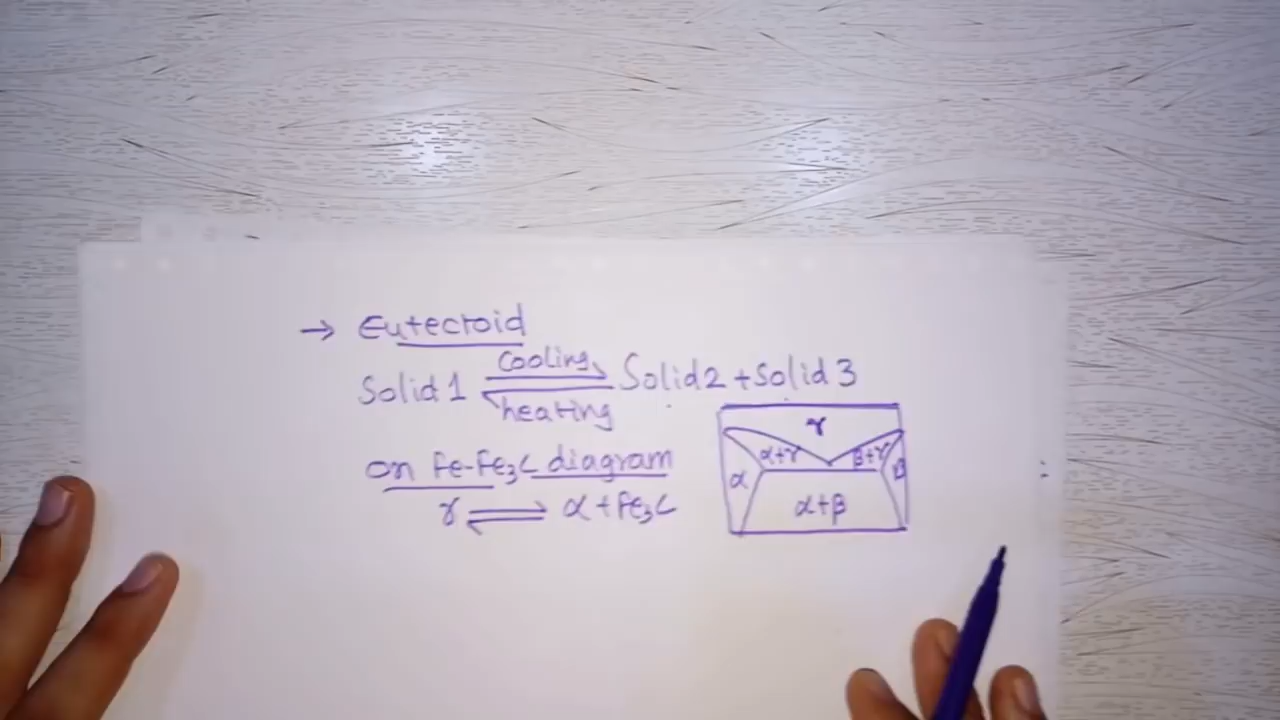 → Eutectoid
Cooling
Solid 1 ⇌ Solid 2 + Solid 3
heating
on Fe-Fe₃C diagram
γ ⇌ α + Fe₃C
γ
α+γ
β+γ
α
β
α+β